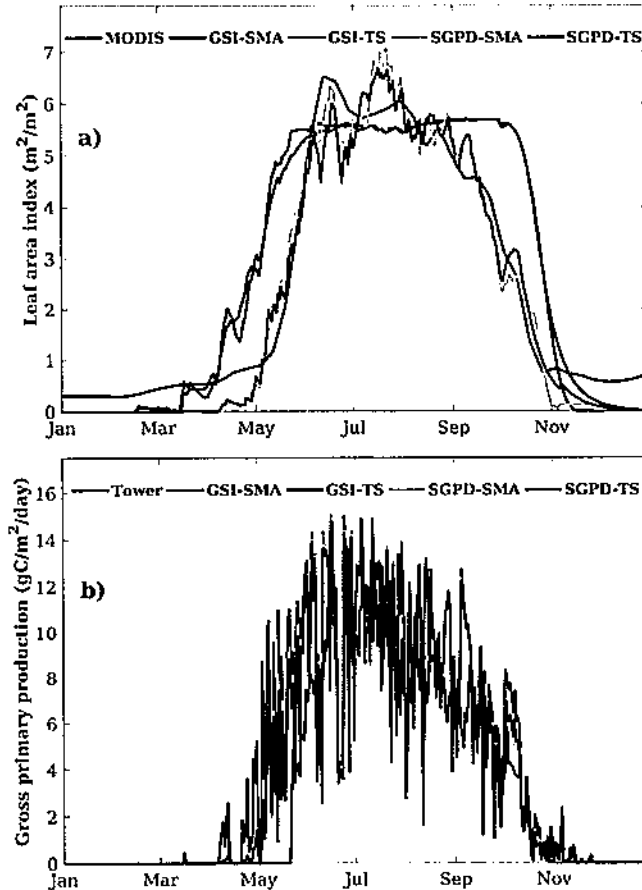 MODIS GSI-SMA GSI-TS SGPD-SMA SGPD-TS
7
6
a)
5
4
3
2
1
0
Leaf area index (m²/m²)
Jan Mar May Jul Sep Nov
Tower GSI-SMA GSI-TS SGPD-SMA SGPD-TS
16
14
12
b)
10
8
6
4
2
0
Gross primary production (gC/m²/day)
Jan Mar May Jul Sep Nov